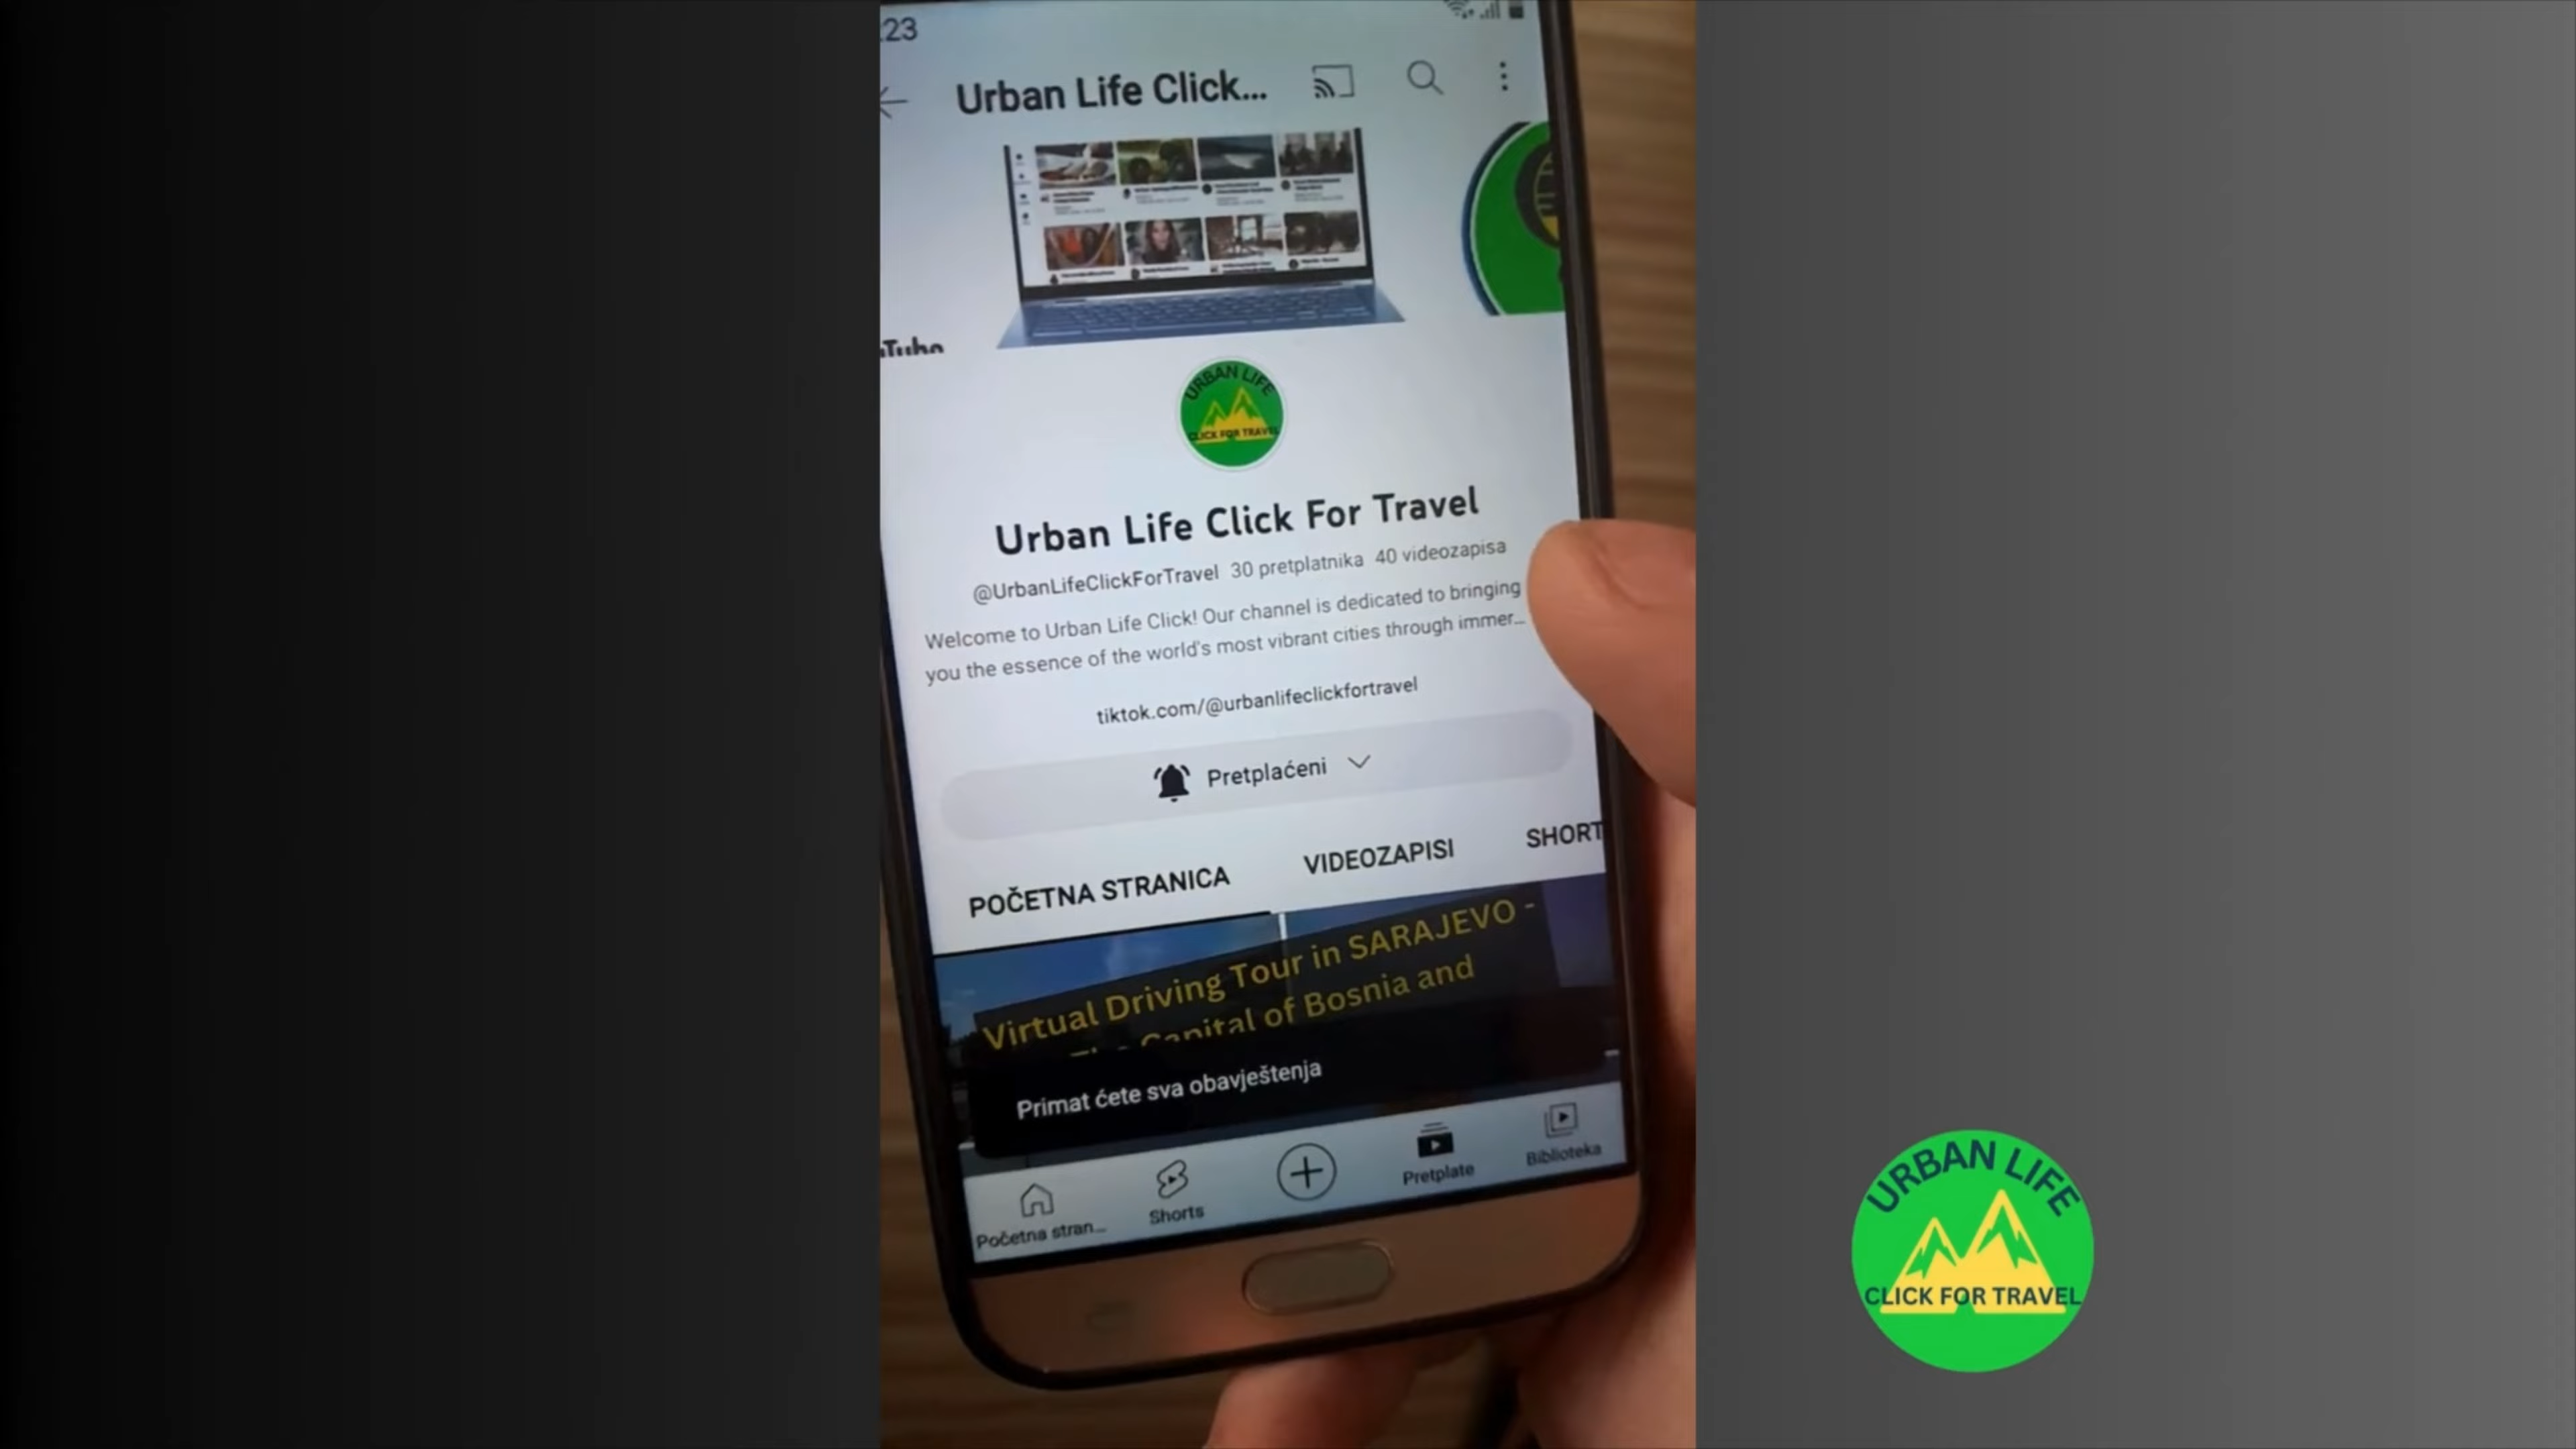 :23
Urban Life Click...
URBAN LIFE
CLICK FOR TRAVEL
Urban Life Click For Travel
@UrbanLifeClickForTravel 30 pretplatnika 40 videozapisa
Welcome to Urban Life Click! Our channel is dedicated to bringing
you the essence of the world's most vibrant cities through immer...
tiktok.com/@urbanlifeclickfortravel
Pretplaćeni
POČETNA STRANICA VIDEOZAPISI SHORT
Virtual Driving Tour in SARAJEVO -
The Capital of Bosnia and
Primat ćete sva obavještenja
Početna stran... Shorts Pretplate Biblioteka
URBAN LIFE
CLICK FOR TRAVEL